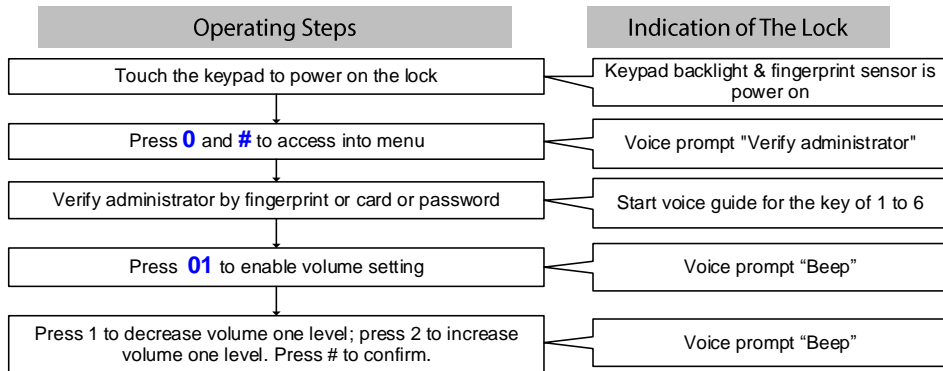 Operating Steps
Indication of The Lock
Touch the keypad to power on the lock
Keypad backlight & fingerprint sensor is
power on
Press 0 and # to access into menu
Voice prompt "Verify administrator"
Verify administrator by fingerprint or card or password
Start voice guide for the key of 1 to 6
Press 01 to enable volume setting
Voice prompt “Beep”
Press 1 to decrease volume one level; press 2 to increase
volume one level. Press # to confirm.
Voice prompt “Beep”